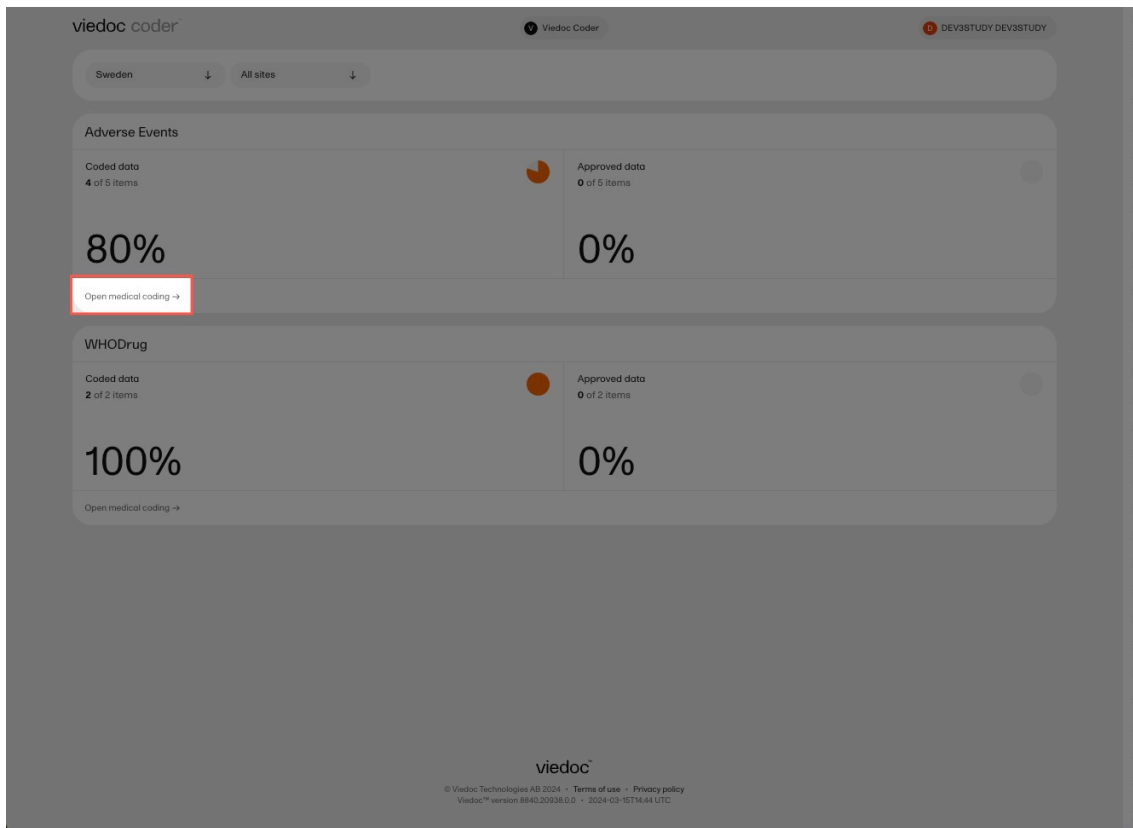 viedoc coder™
V Viedoc Coder
D DEV3STUDY DEV3STUDY
Sweden ↓ All sites ↓
Adverse Events
Coded data
4 of 5 items
80%
Approved data
0 of 5 items
0%
Open medical coding →
WHODrug
Coded data
2 of 2 items
100%
Approved data
0 of 2 items
0%
Open medical coding →
viedoc™
© Viedoc Technologies AB 2024 • Terms of use • Privacy policy
Viedoc™ version 8840.20938.0.0 • 2024-03-15T14:44 UTC